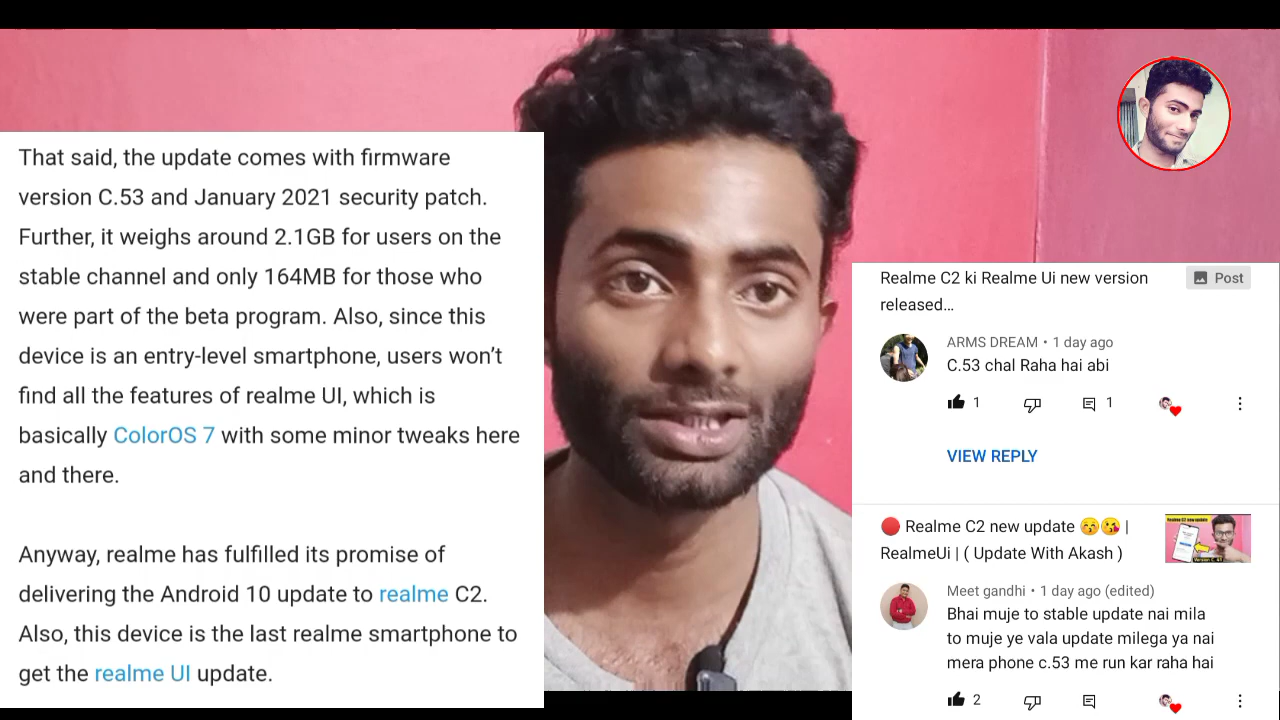 That said, the update comes with firmware
version C.53 and January 2021 security patch.
Further, it weighs around 2.1GB for users on the
stable channel and only 164MB for those who
were part of the beta program. Also, since this
device is an entry-level smartphone, users won’t
find all the features of realme UI, which is
basically ColorOS 7 with some minor tweaks here
and there.
Anyway, realme has fulfilled its promise of
delivering the Android 10 update to realme C2.
Also, this device is the last realme smartphone to
get the realme UI update.
Realme C2 ki Realme Ui new version
released…
Post
ARMS DREAM • 1 day ago
C.53 chal Raha hai abi
1
1
VIEW REPLY
🔴 Realme C2 new update 😚😘 |
RealmeUi | ( Update With Akash )
Realme C2 new update
Meet gandhi • 1 day ago (edited)
Bhai muje to stable update nai mila
to muje ye vala update milega ya nai
mera phone c.53 me run kar raha hai
2